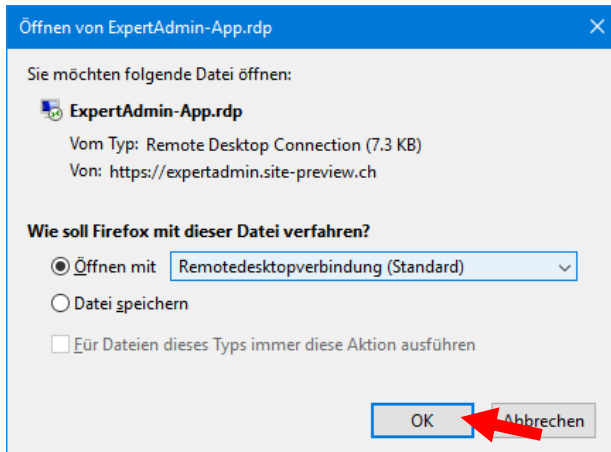 Öffnen von ExpertAdmin-App.rdp
Sie möchten folgende Datei öffnen:
ExpertAdmin-App.rdp
Vom Typ: Remote Desktop Connection (7.3 KB)
Von: https://expertadmin.site-preview.ch
Wie soll Firefox mit dieser Datei verfahren?
Öffnen mit Remotedesktopverbindung (Standard)
Datei speichern
Für Dateien dieses Typs immer diese Aktion ausführen
OK Abbrechen